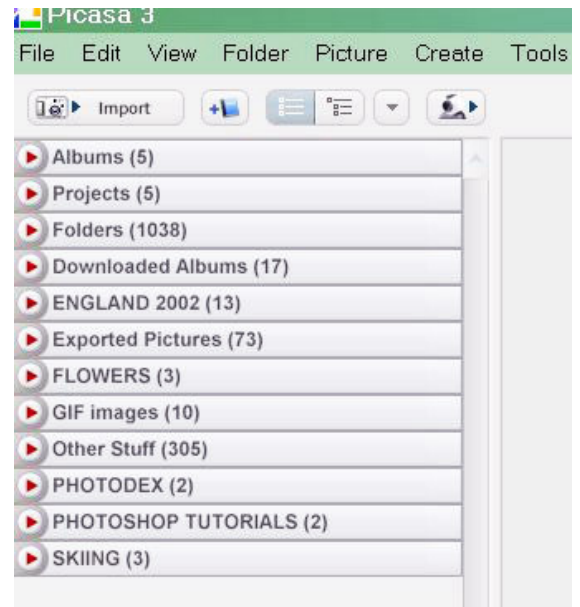 Picasa 3
File Edit View Folder Picture Create Tools
Import
Albums (5)
Projects (5)
Folders (1038)
Downloaded Albums (17)
ENGLAND 2002 (13)
Exported Pictures (73)
FLOWERS (3)
GIF images (10)
Other Stuff (305)
PHOTODEX (2)
PHOTOSHOP TUTORIALS (2)
SKIING (3)